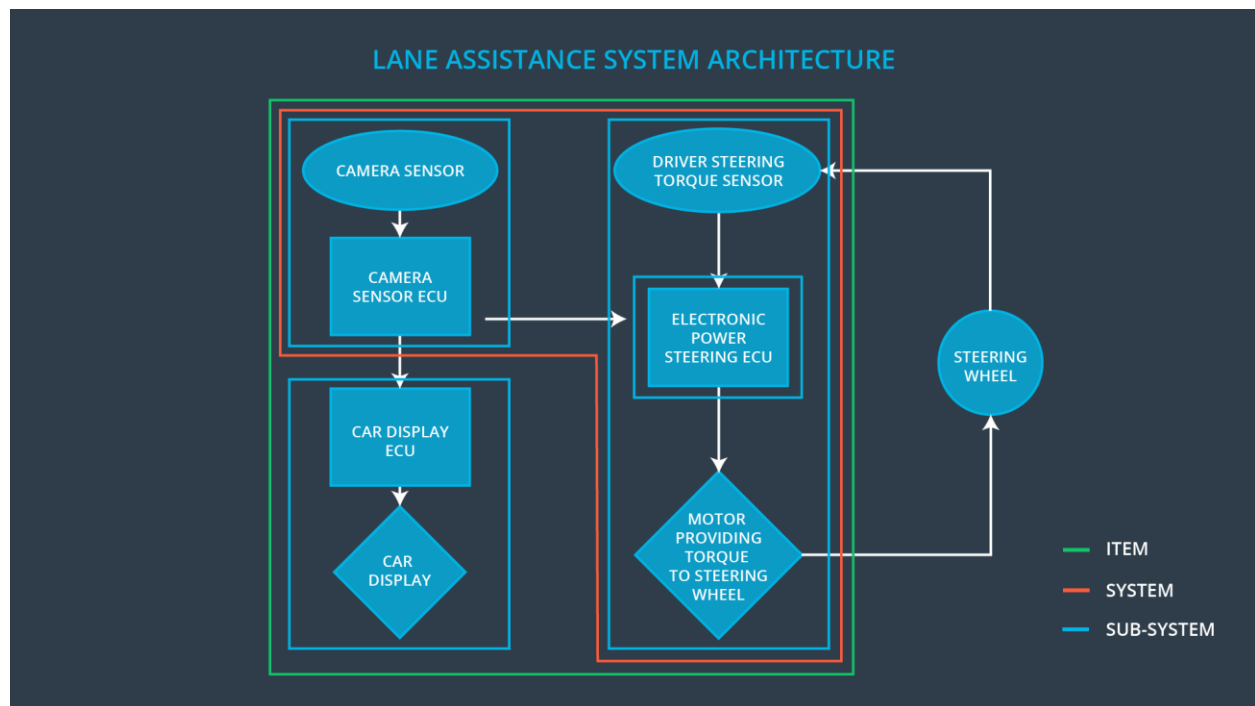 LANE ASSISTANCE SYSTEM ARCHITECTURE
CAMERA SENSOR
CAMERA
SENSOR ECU
CAR DISPLAY
ECU
CAR
DISPLAY
DRIVER STEERING
TORQUE SENSOR
ELECTRONIC
POWER
STEERING ECU
MOTOR
PROVIDING
TORQUE
TO STEERING
WHEEL
STEERING
WHEEL
ITEM
SYSTEM
SUB-SYSTEM